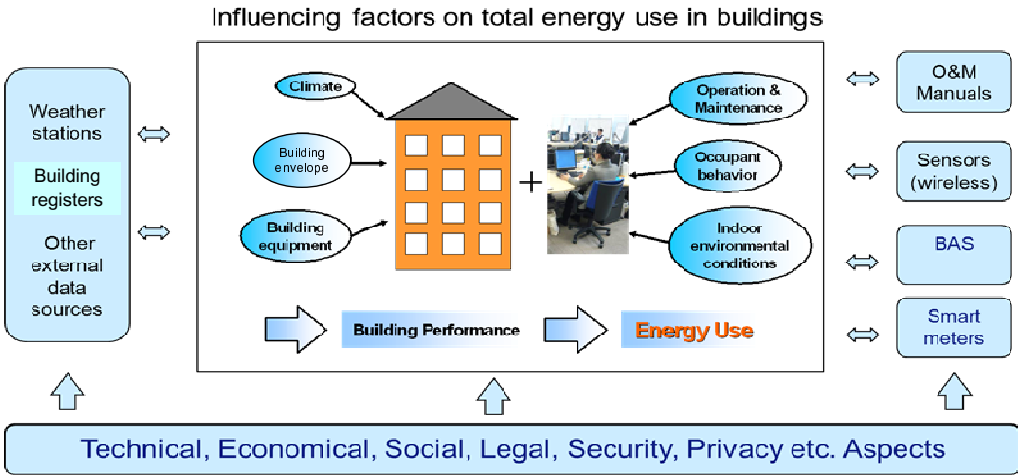 Influencing factors on total energy use in buildings
Weather
stations
Building
registers
Other
external
data
sources
Climate
Building
envelope
Building
equipment
+
Operation &
Maintenance
Occupant
behavior
Indoor
environmental
conditions
Building Performance
Energy Use
O&M
Manuals
Sensors
(wireless)
BAS
Smart
meters
Technical, Economical, Social, Legal, Security, Privacy etc. Aspects